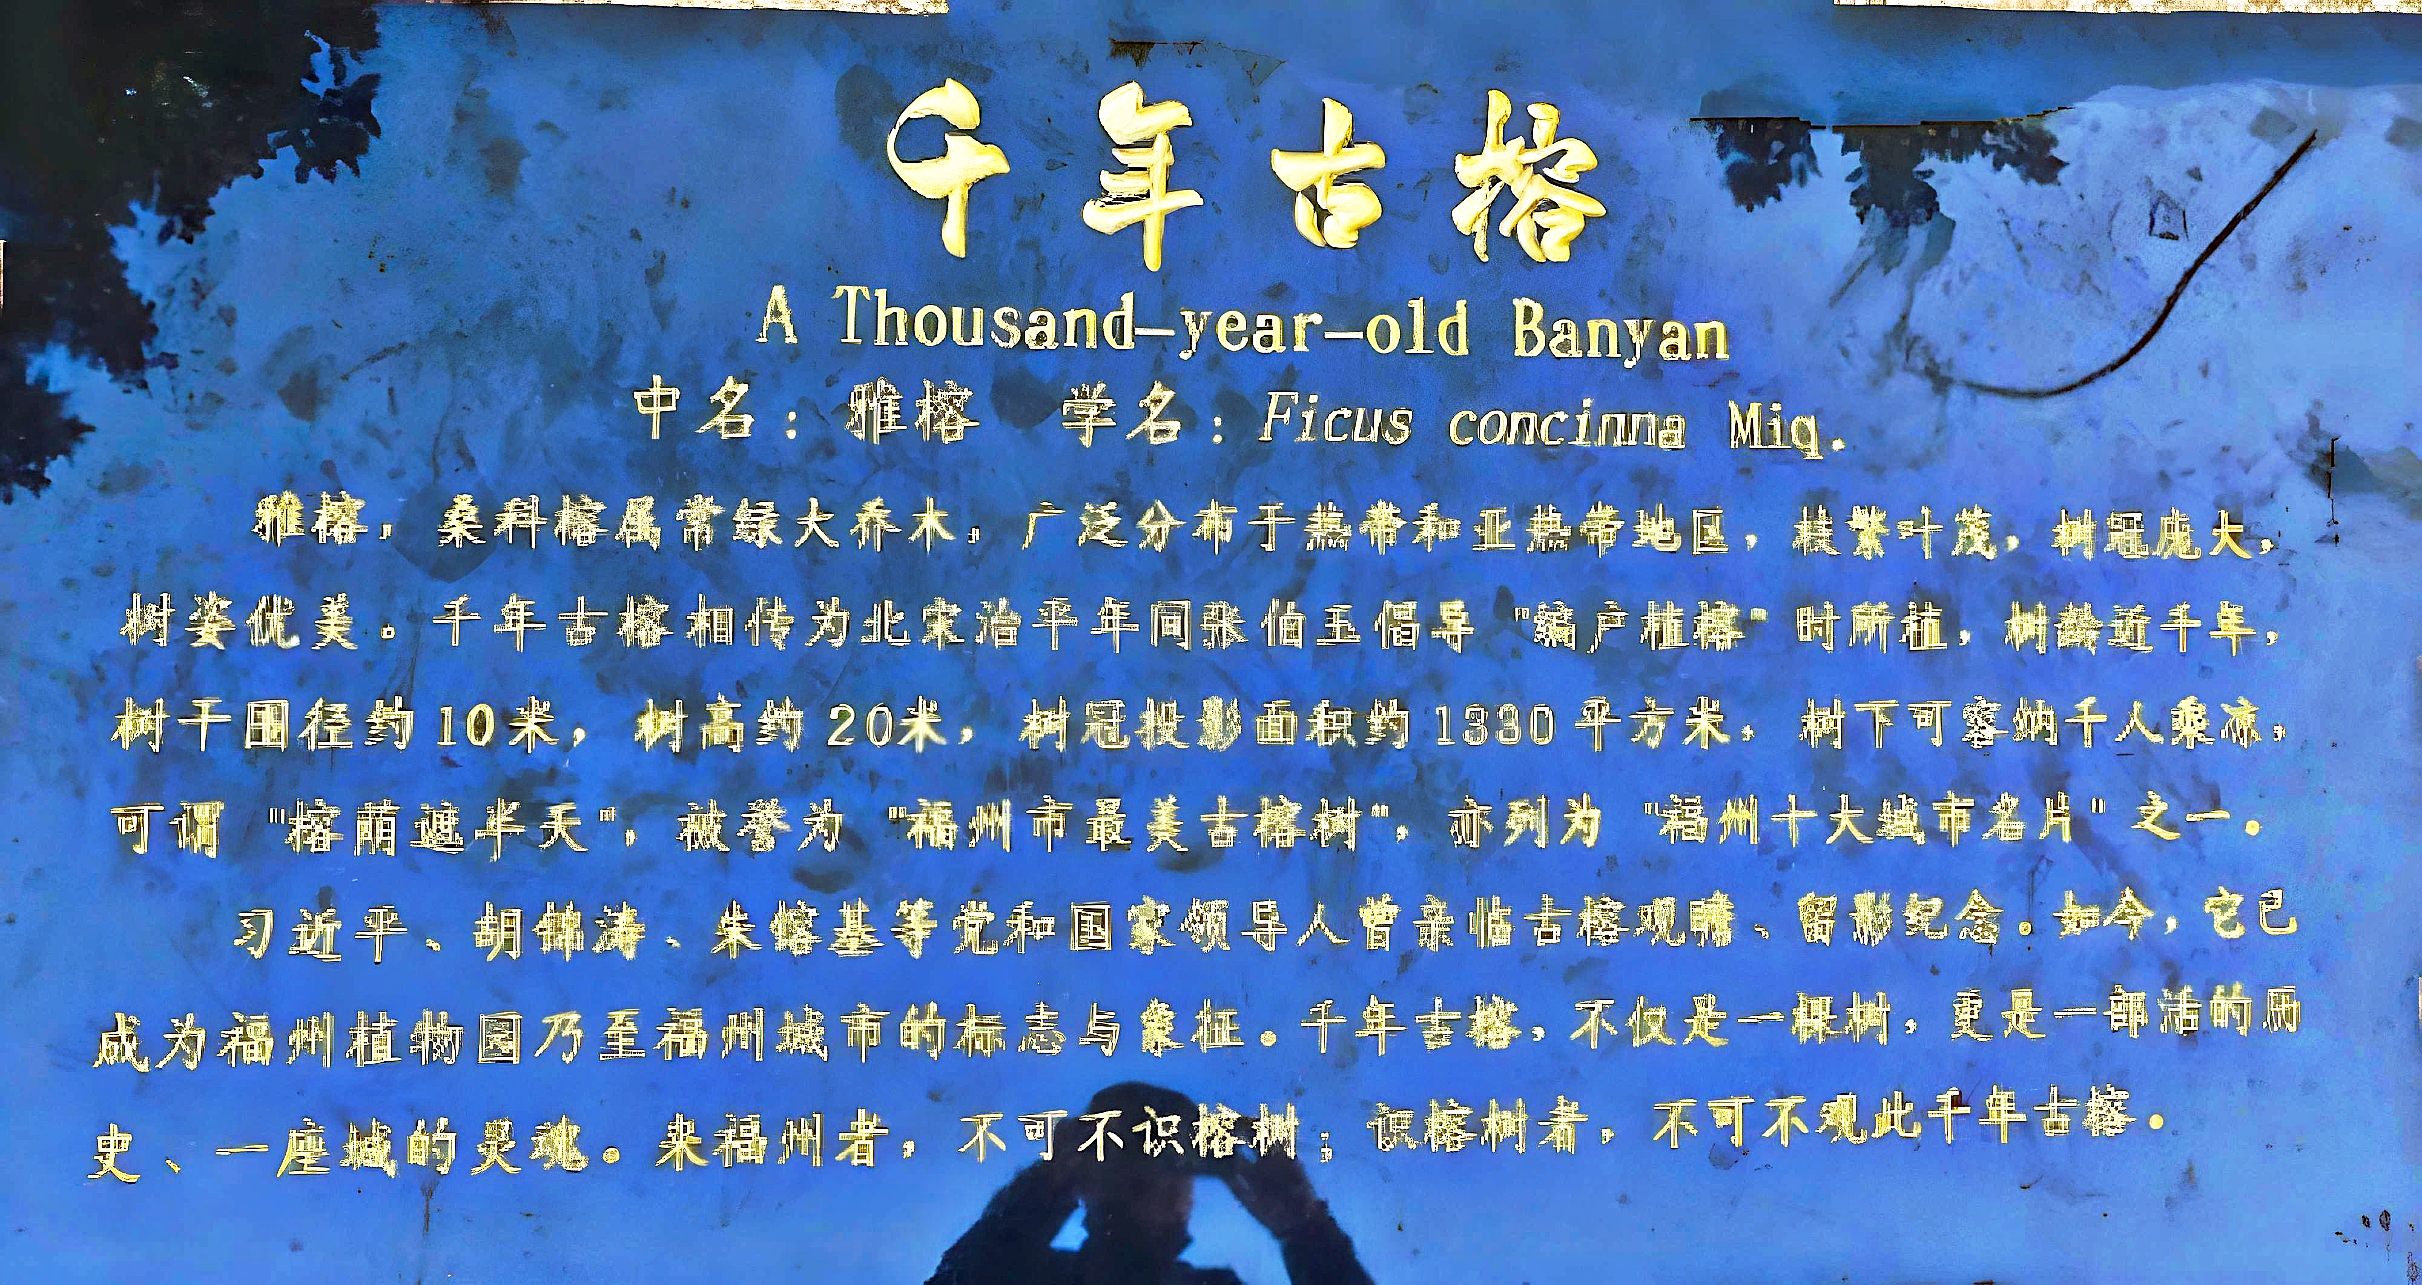 千年古榕
A Thousand-year-old Banyan
中名：雅榕 学名：Ficus concinna Miq.
雅榕，桑科榕属常绿大乔木，广泛分布于热带和亚热带地区，枝繁叶茂，树冠庞大，
树姿优美。千年古榕相传为北宋治平年间张伯玉倡导“编户植榕”时所植，树龄近千年，
树干围径约10米，树高约20米，树冠投影面积约1330平方米，树下可容纳千人乘凉，
可谓“榕荫遮半天”，被誉为“福州市最美古榕树”，亦列为“福州十大城市名片”之一。
习近平、胡锦涛、朱镕基等党和国家领导人曾亲临古榕观瞻、留影纪念。如今，它已
成为福州植物园乃至福州城市的标志与象征。千年古榕，不仅是一棵树，更是一部活的历
史、一座城的灵魂。来福州者，不可不识榕树；识榕树者，不可不观此千年古榕。